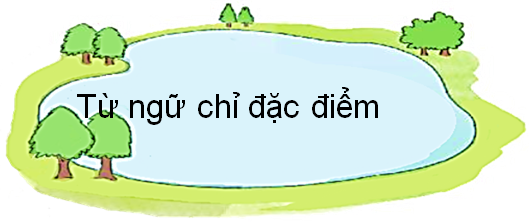 Từ ngữ chỉ đặc điểm